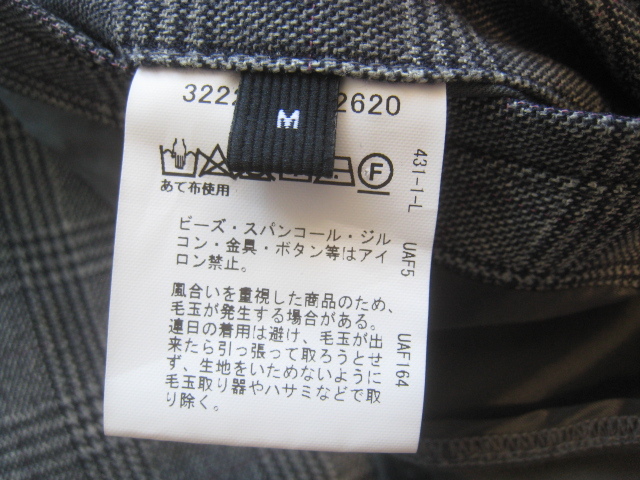 322
2620
M
F
あて布使用
ビーズ・スパンコール・ジル
コン・金具・ボタン等はアイ
ロン禁止。
風合いを重視した商品のため、
毛玉が発生する場合がある。
連日の着用は避け、毛玉が出
来たら引っ張って取ろうとせ
ず、生地をいためないように
毛玉取り器やハサミなどで取
り除く。
431-1-L UAF5 UAF164